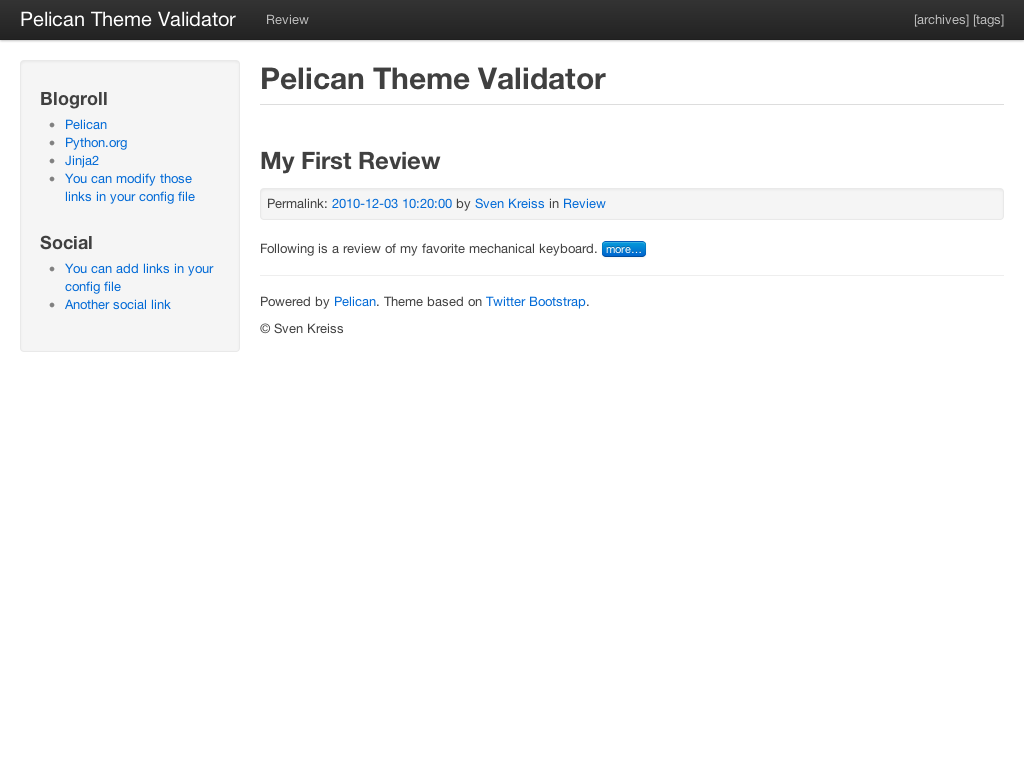 Pelican Theme Validator Review [archives] [tags]
Blogroll
Pelican
Python.org
Jinja2
You can modify those
links in your config file
Social
You can add links in your
config file
Another social link
Pelican Theme Validator
My First Review
Permalink: 2010-12-03 10:20:00 by Sven Kreiss in Review
Following is a review of my favorite mechanical keyboard. more...
Powered by Pelican. Theme based on Twitter Bootstrap.
© Sven Kreiss